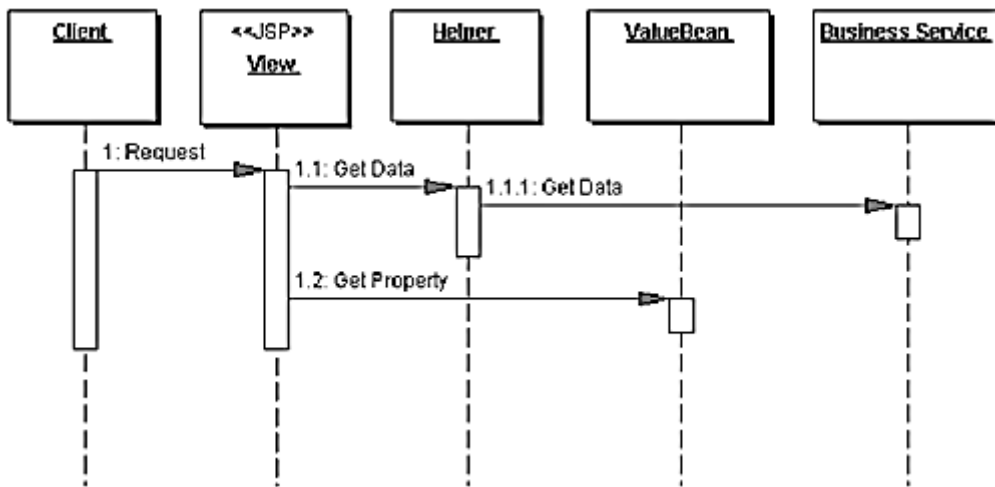 Client
<<JSP>>
View
Helper
ValueBean
Business Service
1: Request
1.1: Get Data
1.1.1: Get Data
1.2: Get Property